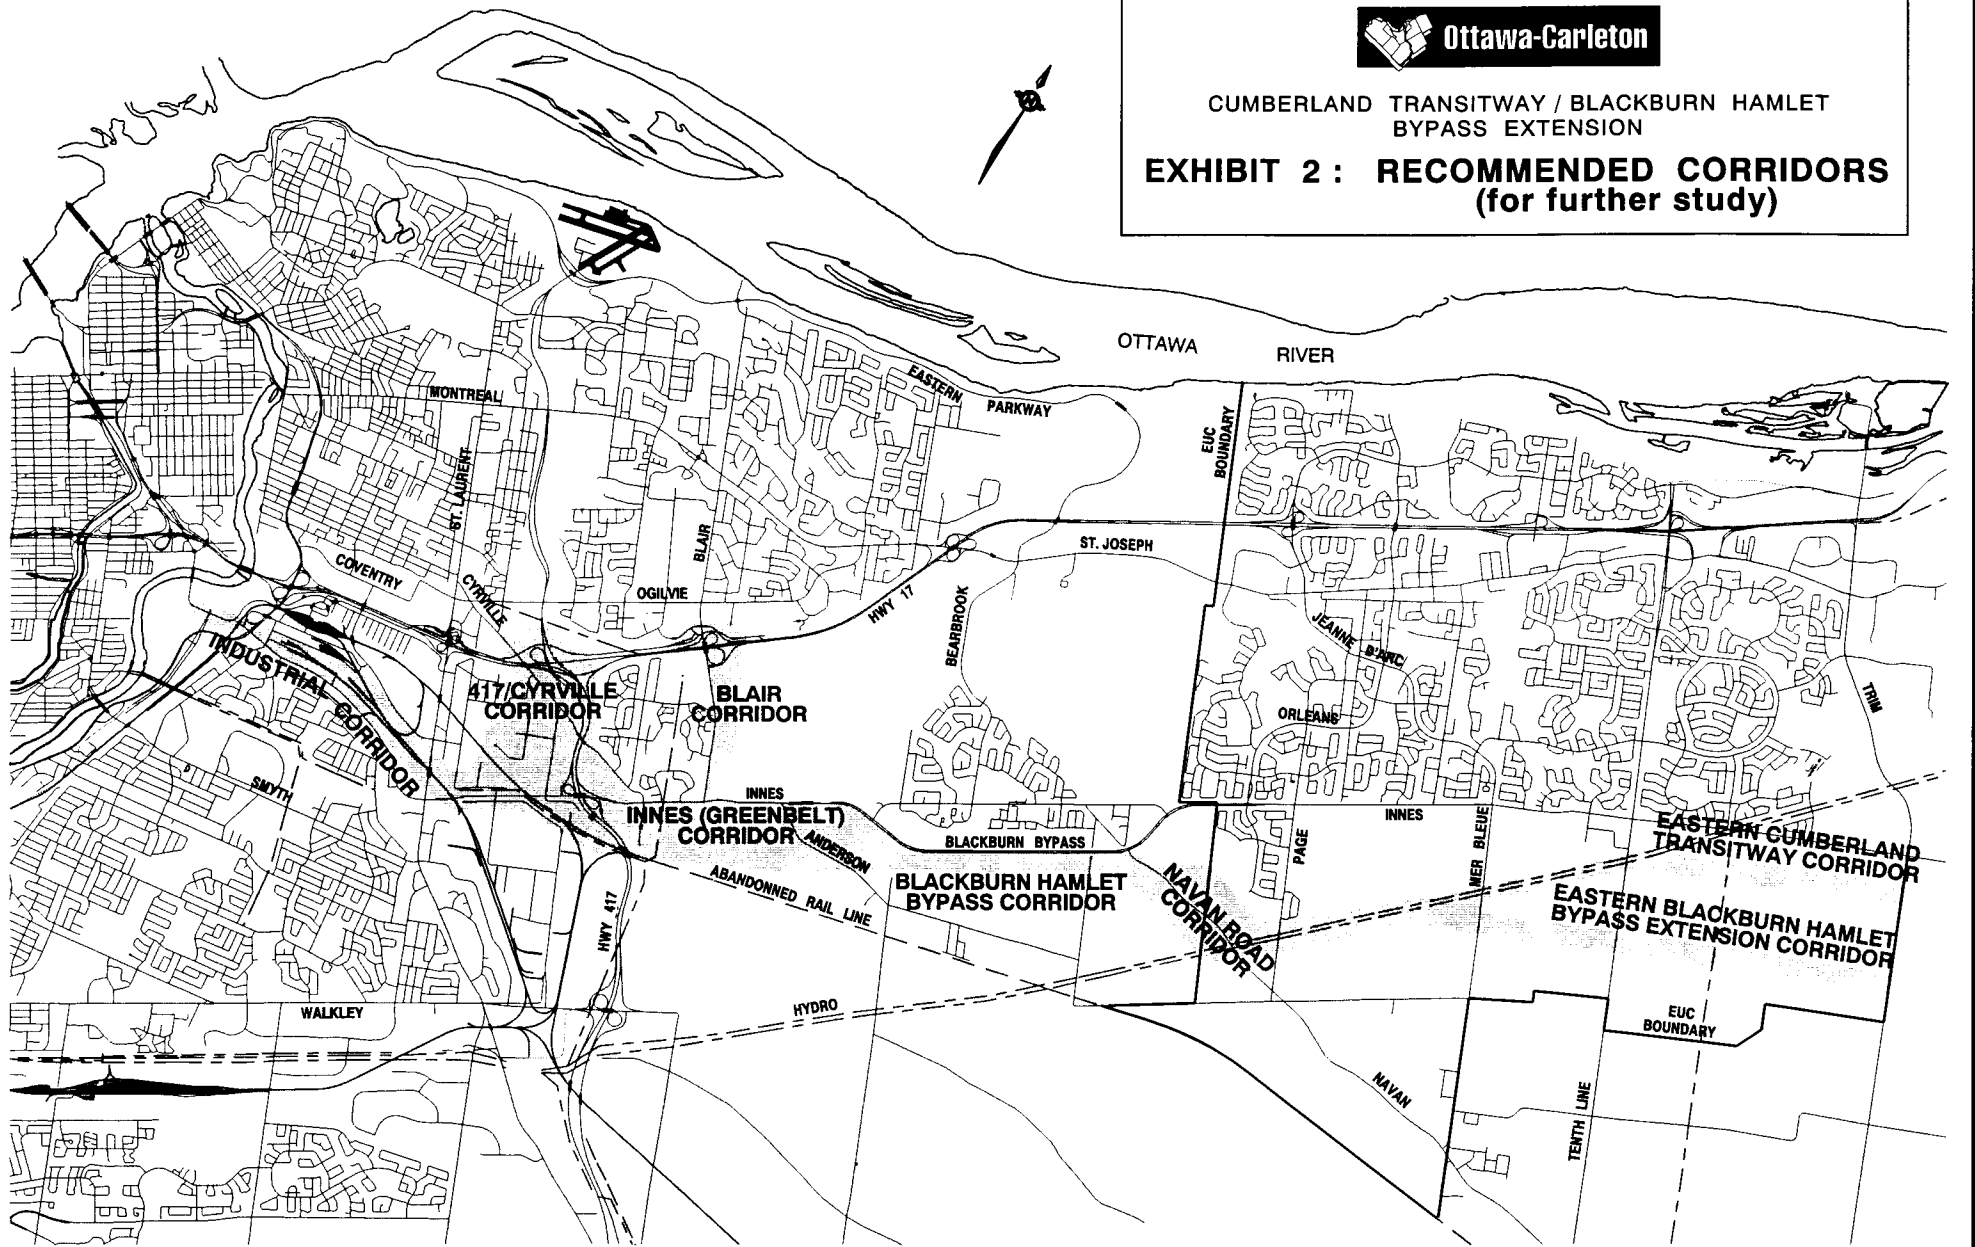 Ottawa-Carleton
CUMBERLAND TRANSITWAY / BLACKBURN HAMLET
BYPASS EXTENSION
EXHIBIT 2 : RECOMMENDED CORRIDORS
(for further study)
OTTAWA RIVER
EASTERN PARKWAY
MONTREAL
ST. LAURENT
EUC
BOUNDARY
BLAIR
ST. JOSEPH
COVENTRY
CYRVILLE
OGILVIE
HWY 17
BEARBROOK
JEANNE D'ARC
INDUSTRIAL CORRIDOR
417/CYRVILLE
CORRIDOR
BLAIR
CORRIDOR
ORLEANS
TRIM
SMYTH
INNES
INNES (GREENBELT)
CORRIDOR
ANDERSON
BLACKBURN BYPASS
INNES
PAGE
MER BLEUE
EASTERN CUMBERLAND
TRANSITWAY CORRIDOR
ABANDONNED RAIL LINE
BLACKBURN HAMLET
BYPASS CORRIDOR
NAVAN ROAD
CORRIDOR
EASTERN BLACKBURN HAMLET
BYPASS EXTENSION CORRIDOR
HWY 417
WALKLEY
HYDRO
EUC
BOUNDARY
NAVAN
TENTH LINE